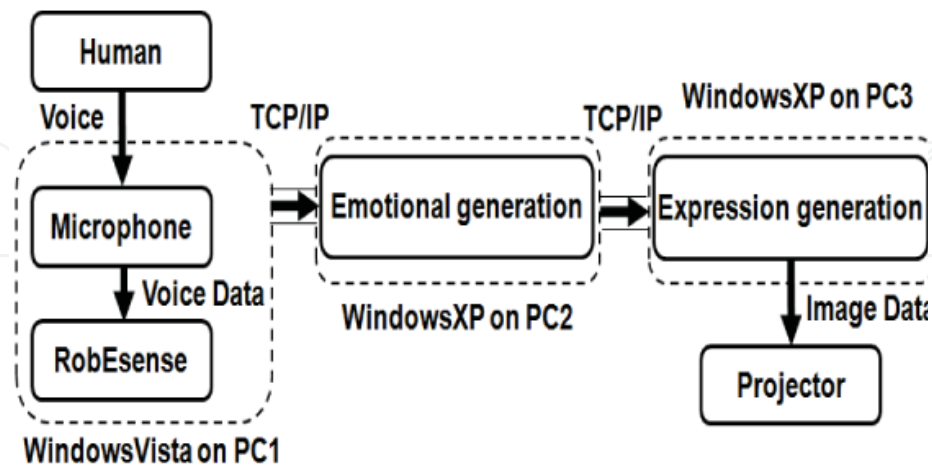 Human
Voice
Microphone
Voice Data
RobEsense
WindowsVista on PC1
TCP/IP
Emotional generation
WindowsXP on PC2
TCP/IP
WindowsXP on PC3
Expression generation
Image Data
Projector